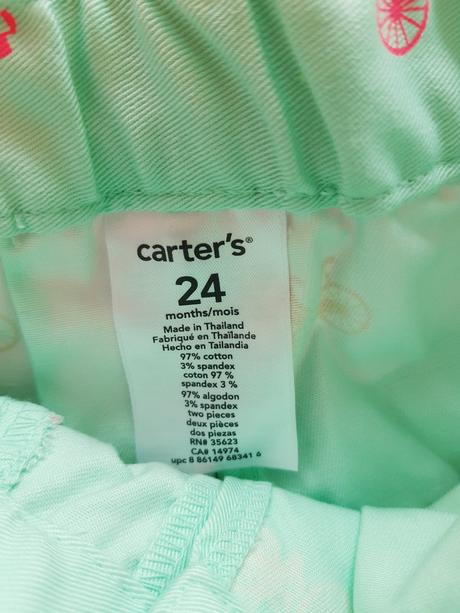 carter's®
24
months/mois
Made in Thailand
Fabriqué en Thaïlande
Hecho en Tailandia
97% cotton
3% spandex
coton 97 %
spandex 3 %
97% algodon
3% spandex
two pieces
deux pièces
dos piezas
RN# 35623
CA# 14974
upc 8 86149 68341 6